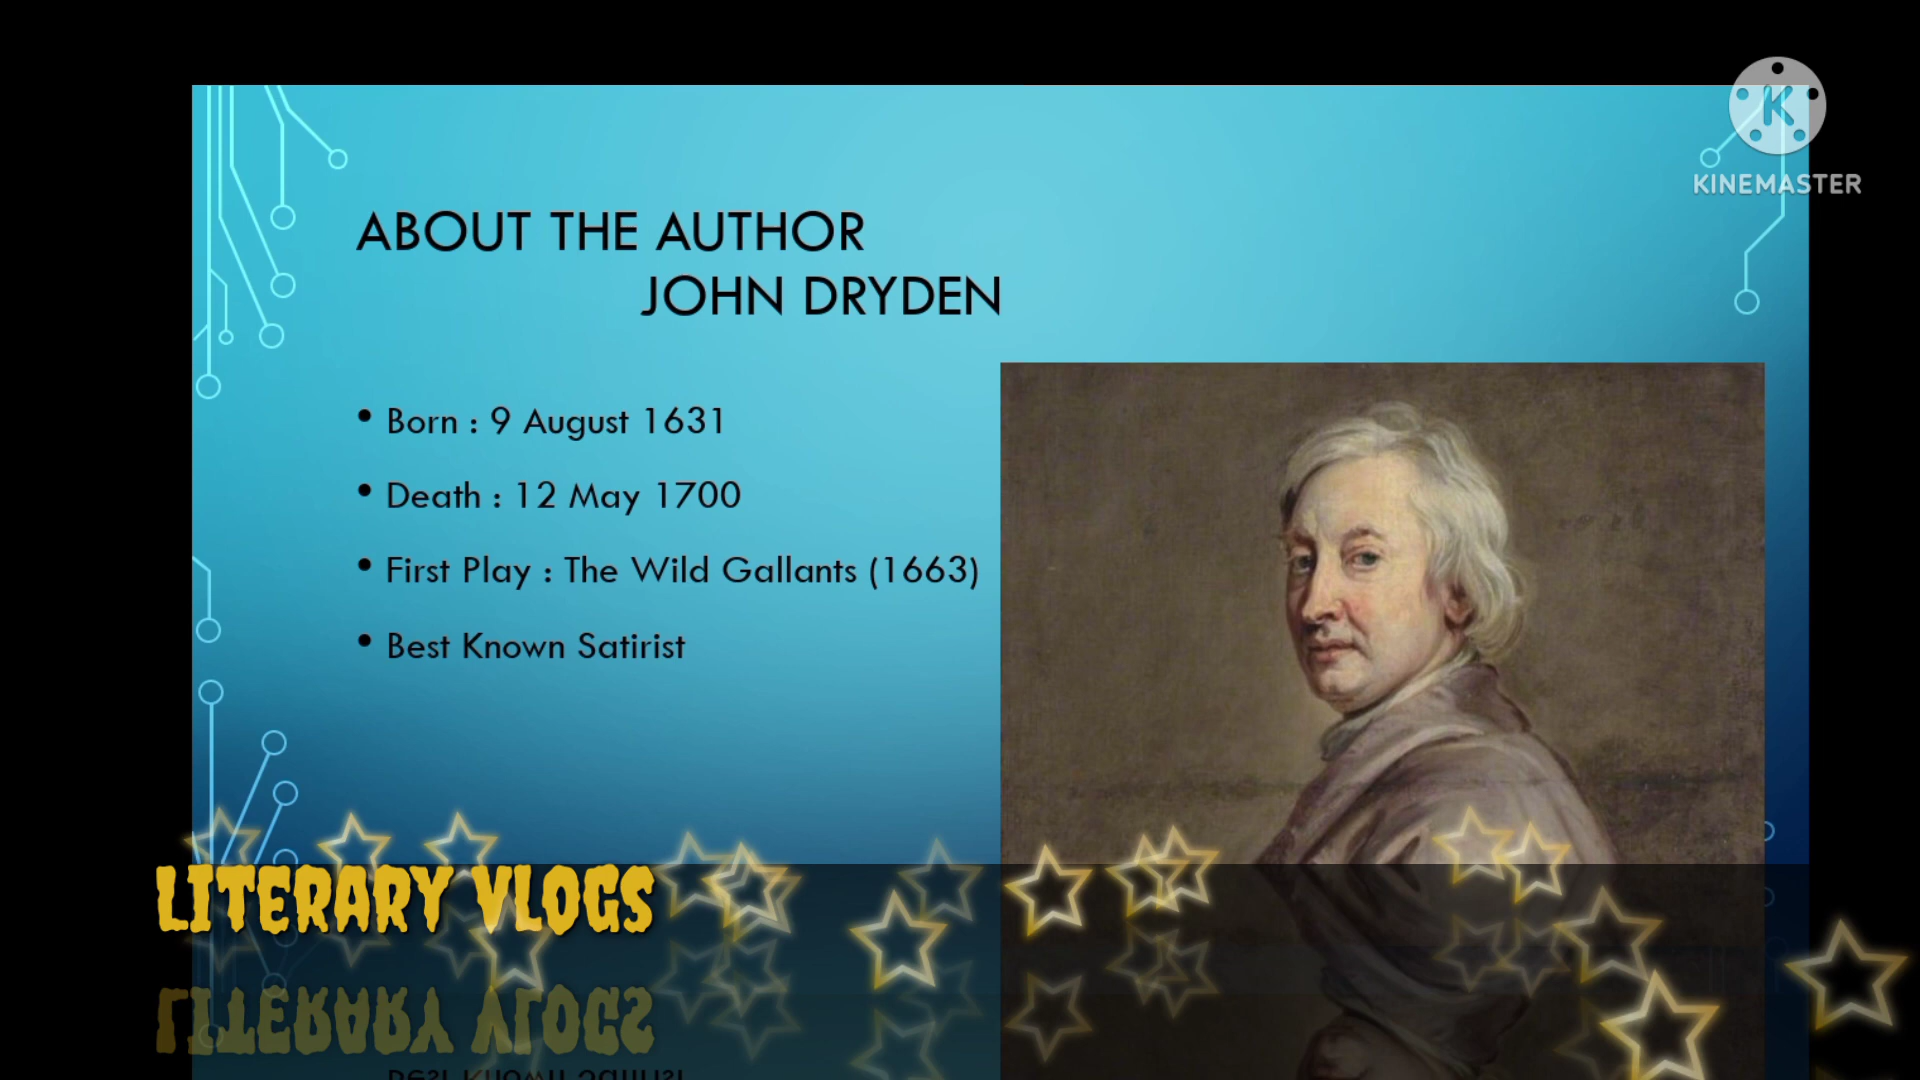 K
KINEMASTER
ABOUT THE AUTHOR
JOHN DRYDEN
• Born : 9 August 1631
• Death : 12 May 1700
• First Play : The Wild Gallants (1663)
• Best Known Satirist
LITERARY VLOGS